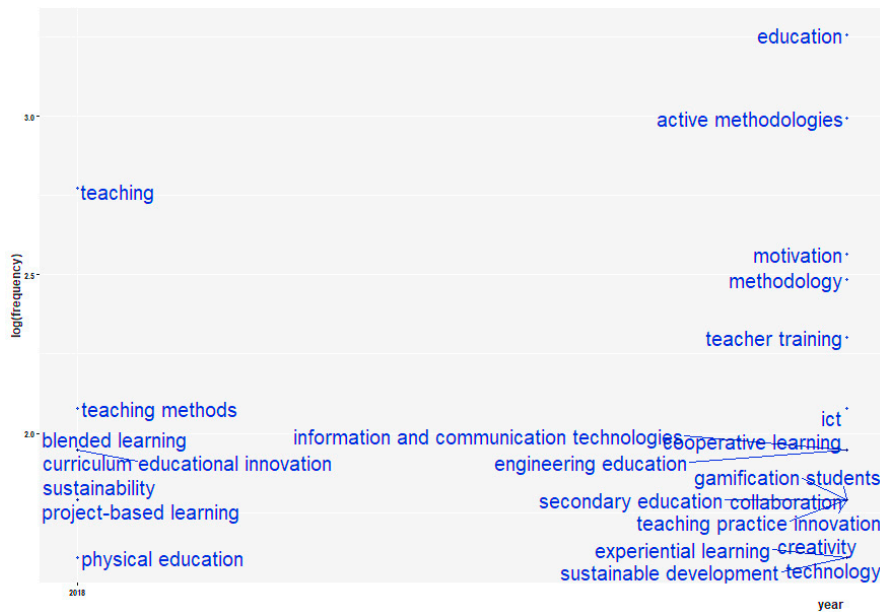 education
3.0
active methodologies
teaching
motivation
2.5
methodology
log(frequency)
teacher training
teaching methods
ict
2.0
blended learning
information and communication technologies
cooperative learning
curriculum educational innovation
engineering education
gamification students
sustainability
secondary education
collaboration
project-based learning
teaching practice innovation
physical education
experiential learning
creativity
sustainable development
technology
2018
year